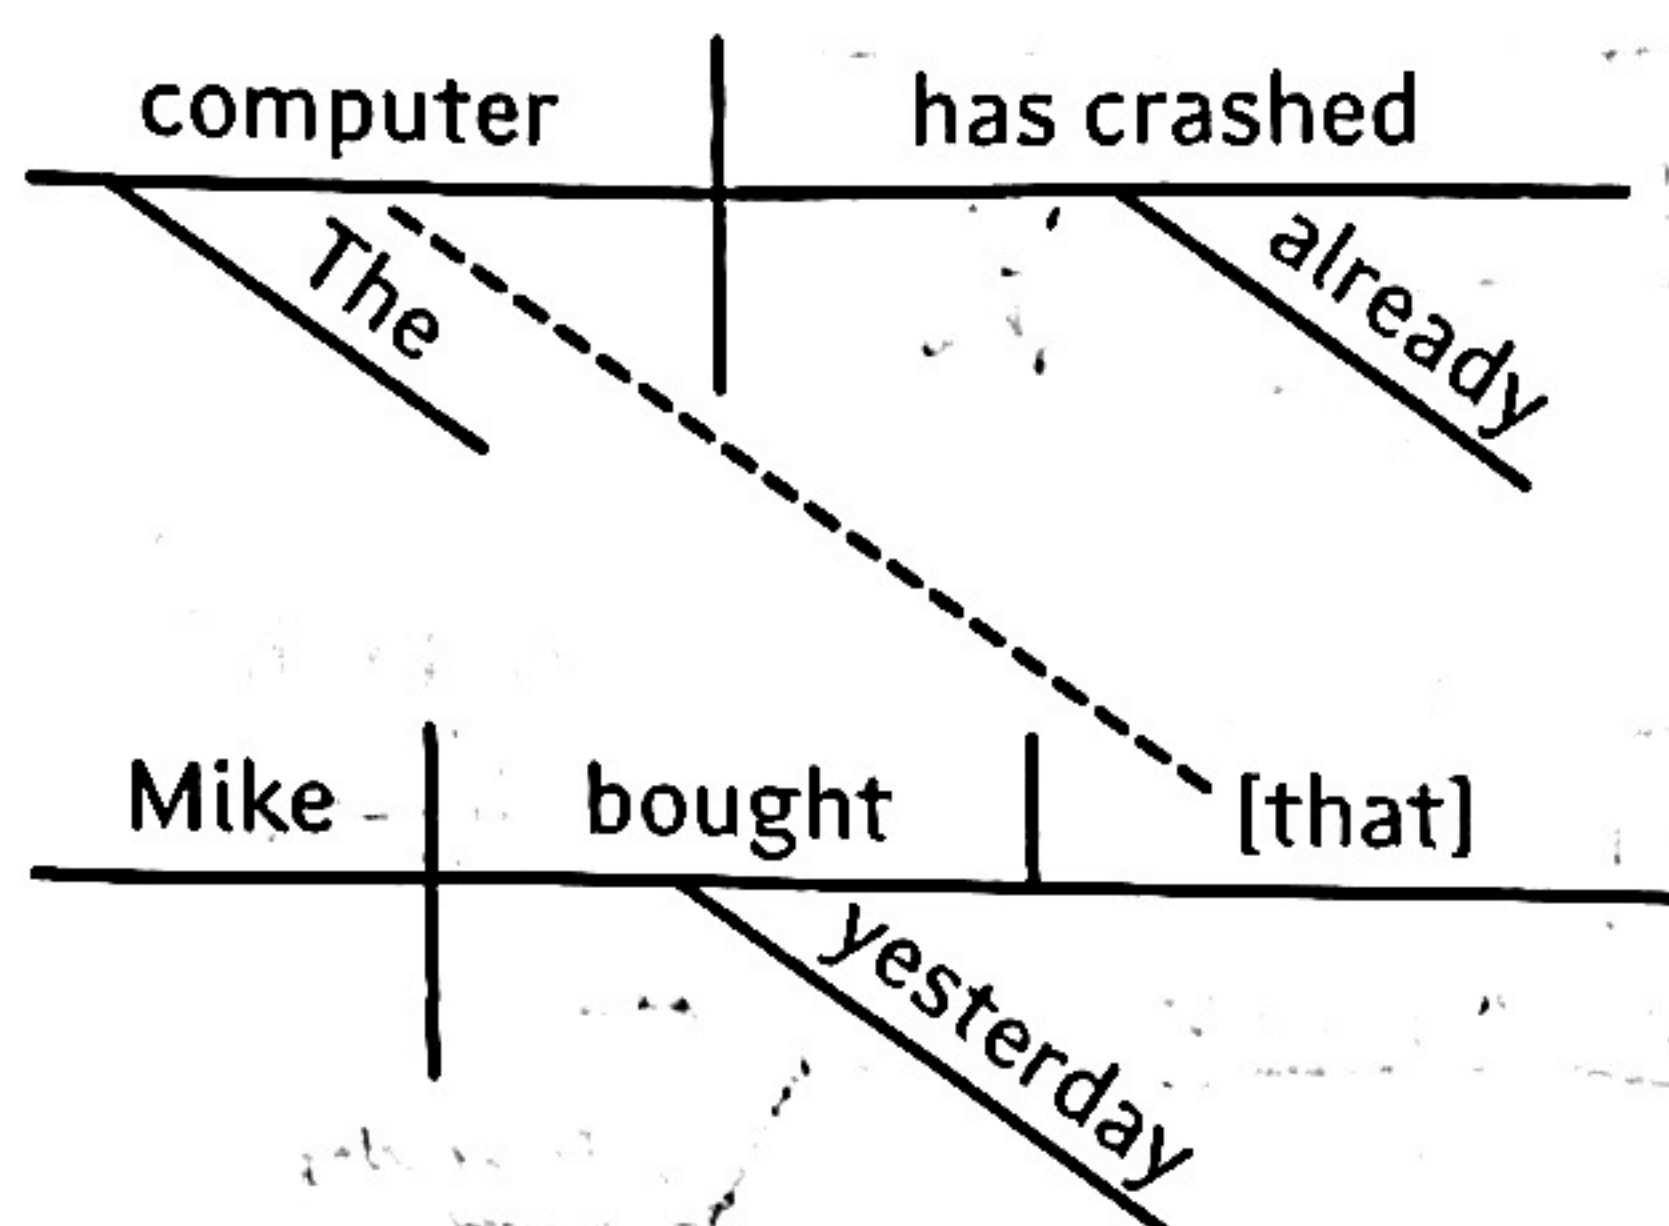 computer has crashed
The already
Mike bought [that]
yesterday